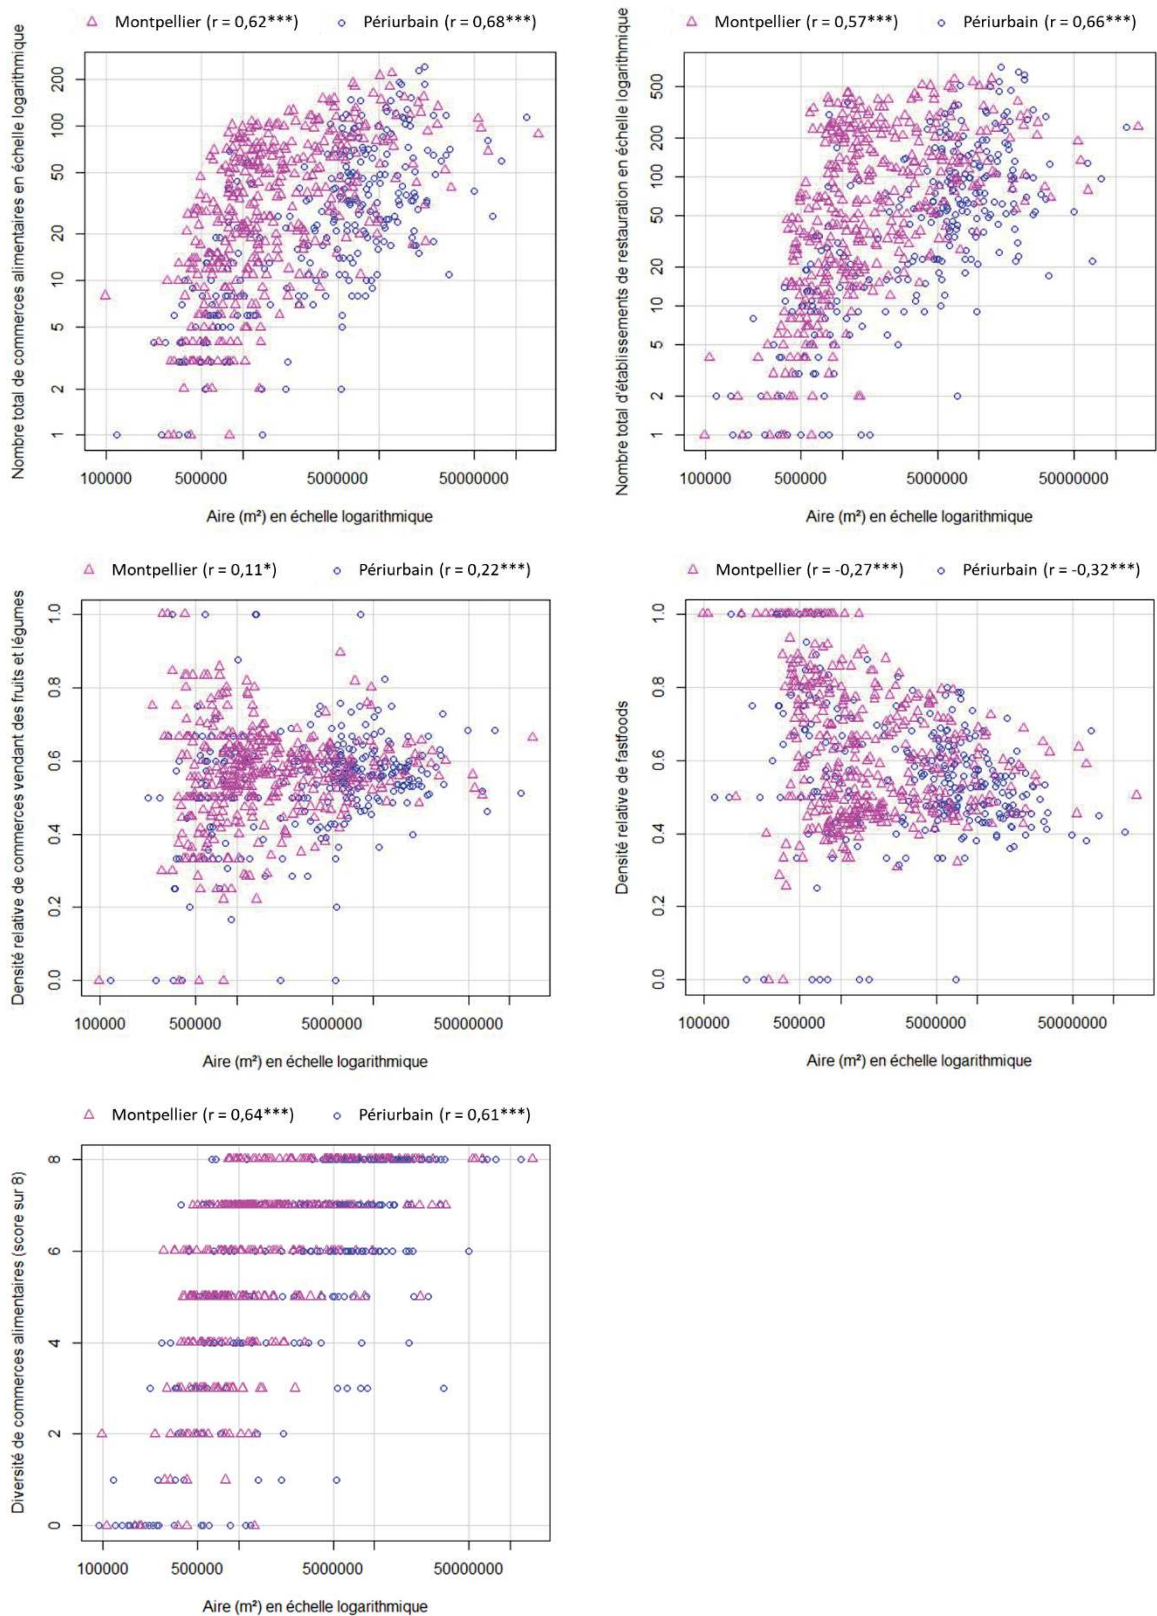 Montpellier (r = 0,62***) Périurbain (r = 0,68***)
Nombre total de commerces alimentaires en échelle logarithmique
200
100
50
20
10
5
2
1
100000 500000 5000000 50000000
Aire (m²) en échelle logarithmique
Montpellier (r = 0,57***) Périurbain (r = 0,66***)
Nombre total d'établissements de restauration en échelle logarithmique
500
200
100
50
20
10
5
2
1
100000 500000 5000000 50000000
Aire (m²) en échelle logarithmique
Montpellier (r = 0,11*) Périurbain (r = 0,22***)
Densité relative de commerces vendant des fruits et légumes
1.0
0.8
0.6
0.4
0.2
0.0
100000 500000 5000000 50000000
Aire (m²) en échelle logarithmique
Montpellier (r = -0,27***) Périurbain (r = -0,32***)
Densité relative de fastfoods
1.0
0.8
0.6
0.4
0.2
0.0
100000 500000 5000000 50000000
Aire (m²) en échelle logarithmique
Montpellier (r = 0,64***) Périurbain (r = 0,61***)
Diversité de commerces alimentaires (score sur 8)
8
6
4
2
0
100000 500000 5000000 50000000
Aire (m²) en échelle logarithmique